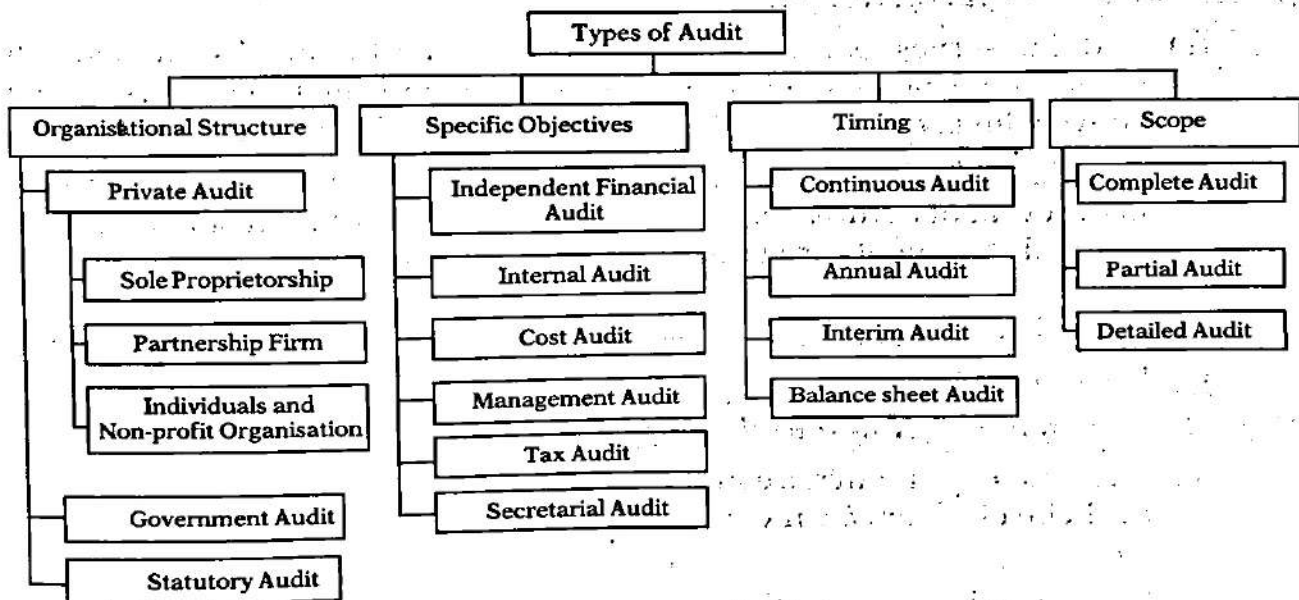 Types of Audit
Organisational Structure
Private Audit
Sole Proprietorship
Partnership Firm
Individuals and
Non-profit Organisation
Government Audit
Statutory Audit
Specific Objectives
Independent Financial
Audit
Internal Audit
Cost Audit
Management Audit
Tax Audit
Secretarial Audit
Timing
Continuous Audit
Annual Audit
Interim Audit
Balance sheet Audit
Scope
Complete Audit
Partial Audit
Detailed Audit